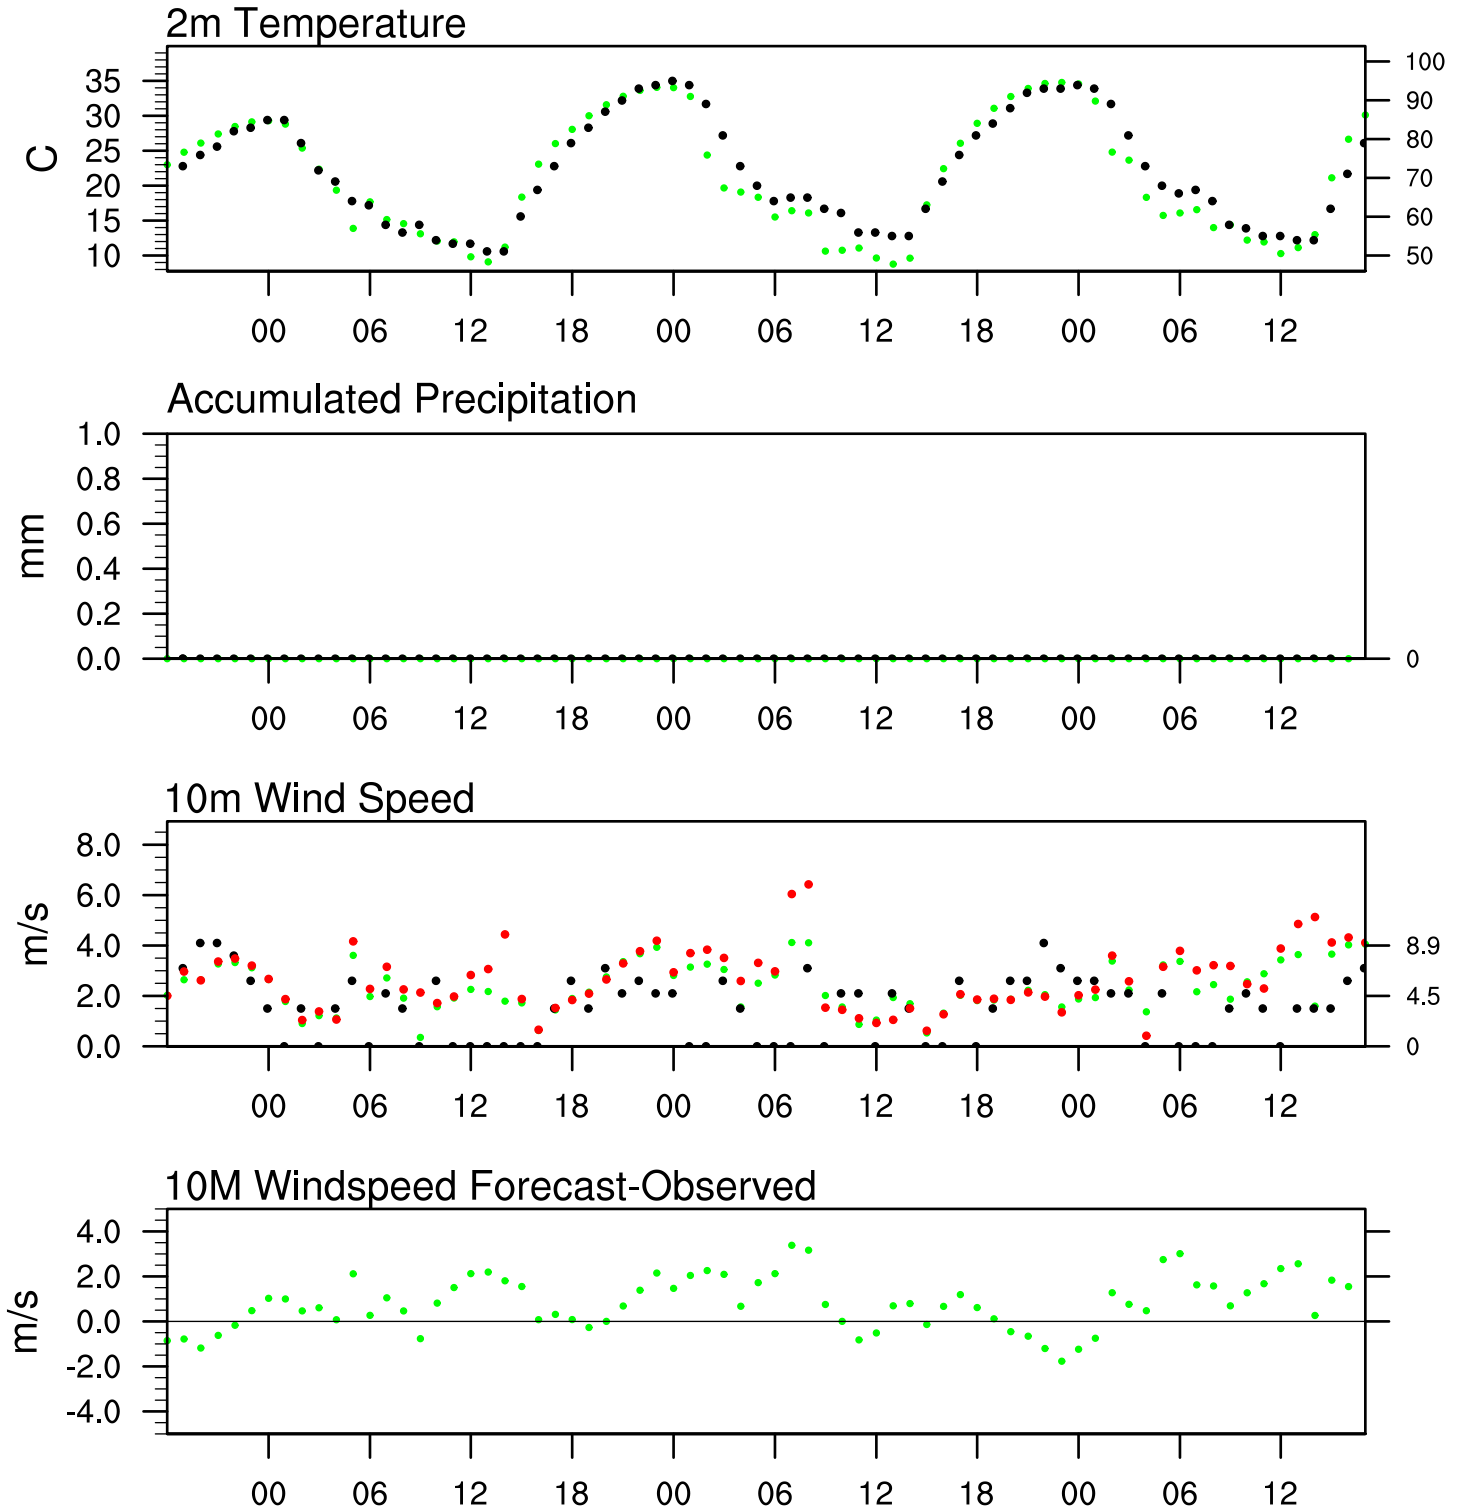 2m Temperature
35 30 25 20 15 10
C
100 90 80 70 60 50
00 06 12 18 00 06 12 18 00 06 12
Accumulated Precipitation
1.0 0.8 0.6 0.4 0.2 0.0
mm
0
00 06 12 18 00 06 12 18 00 06 12
10m Wind Speed
8.0 6.0 4.0 2.0 0.0
m/s
8.9 4.5 0
00 06 12 18 00 06 12 18 00 06 12
10M Windspeed Forecast-Observed
4.0 2.0 0.0 -2.0 -4.0
m/s
00 06 12 18 00 06 12 18 00 06 12